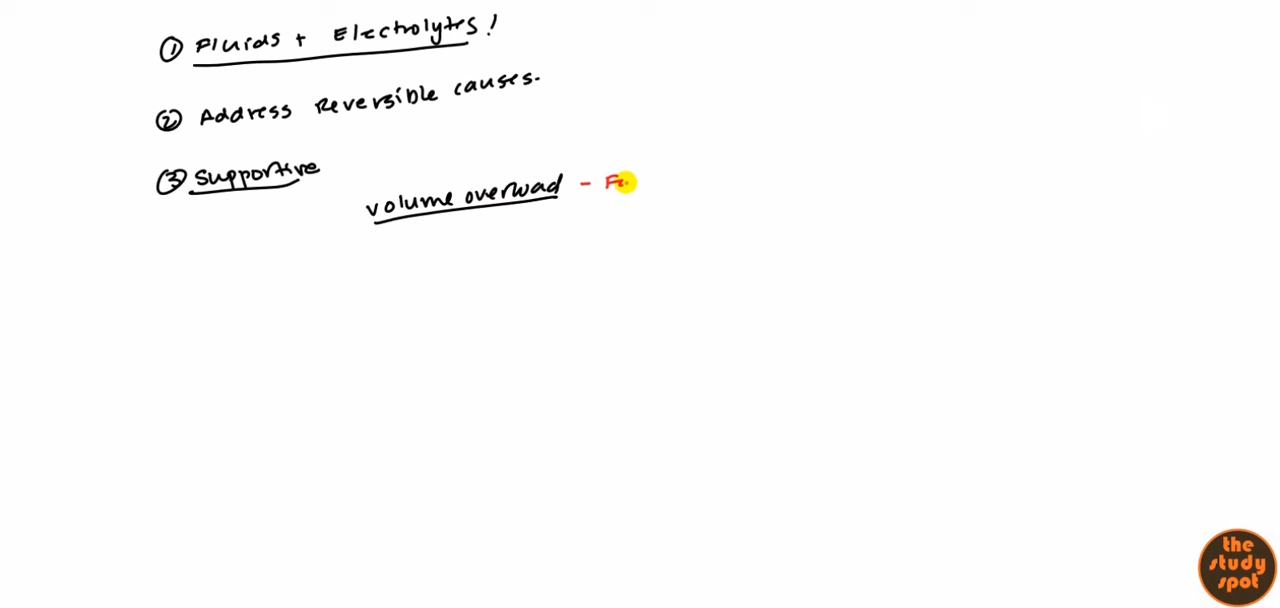 ① Fluids + Electrolytes!
② Address Reversible causes.
③ Supportive
volume overload -
the
study
spot